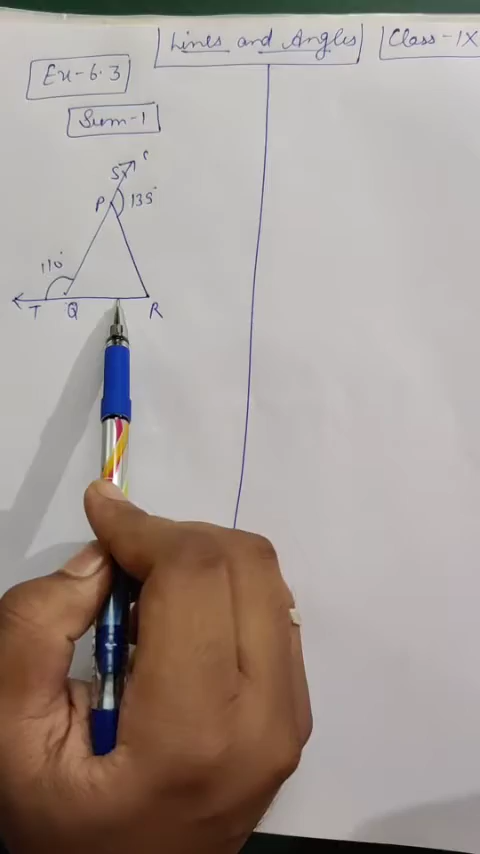 Lines and Angles
Class-IX
Ex-6.3
Sum-1
S
P 135°
110°
T Q R